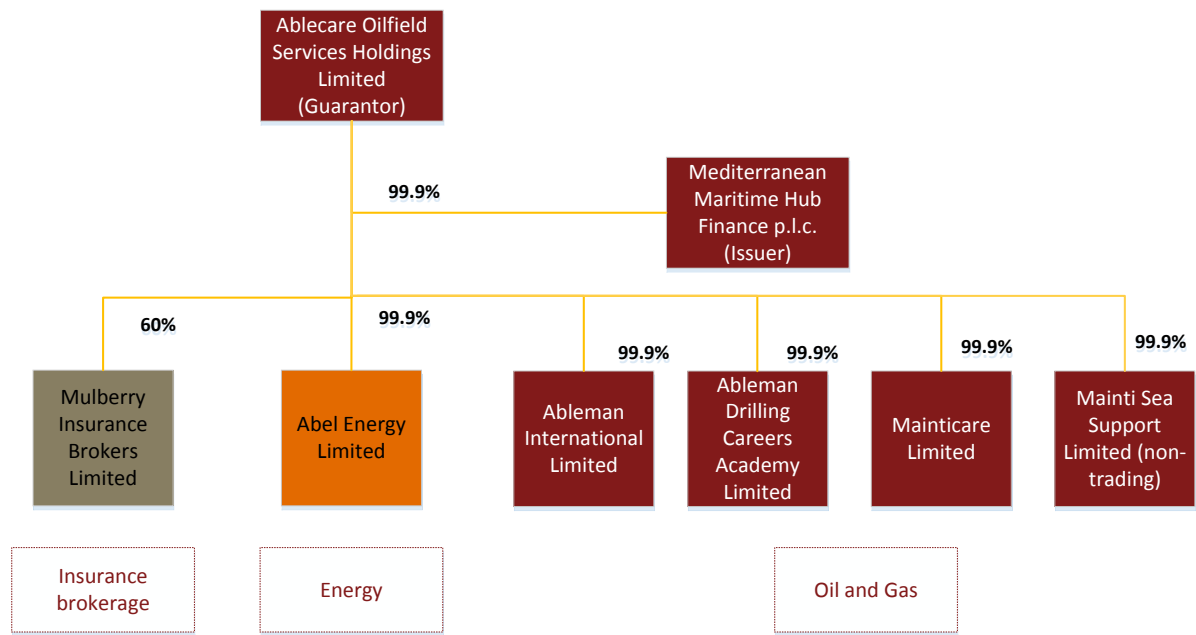 Ablecare Oilfield
Services Holdings
Limited
(Guarantor)
99.9%
Mediterranean
Maritime Hub
Finance p.l.c.
(Issuer)
60%
99.9%
99.9%
99.9%
99.9%
99.9%
Mulberry
Insurance
Brokers
Limited
Abel Energy
Limited
Ableman
International
Limited
Ableman
Drilling
Careers
Academy
Limited
Mainticare
Limited
Mainti Sea
Support
Limited (non-
trading)
Insurance
brokerage
Energy
Oil and Gas